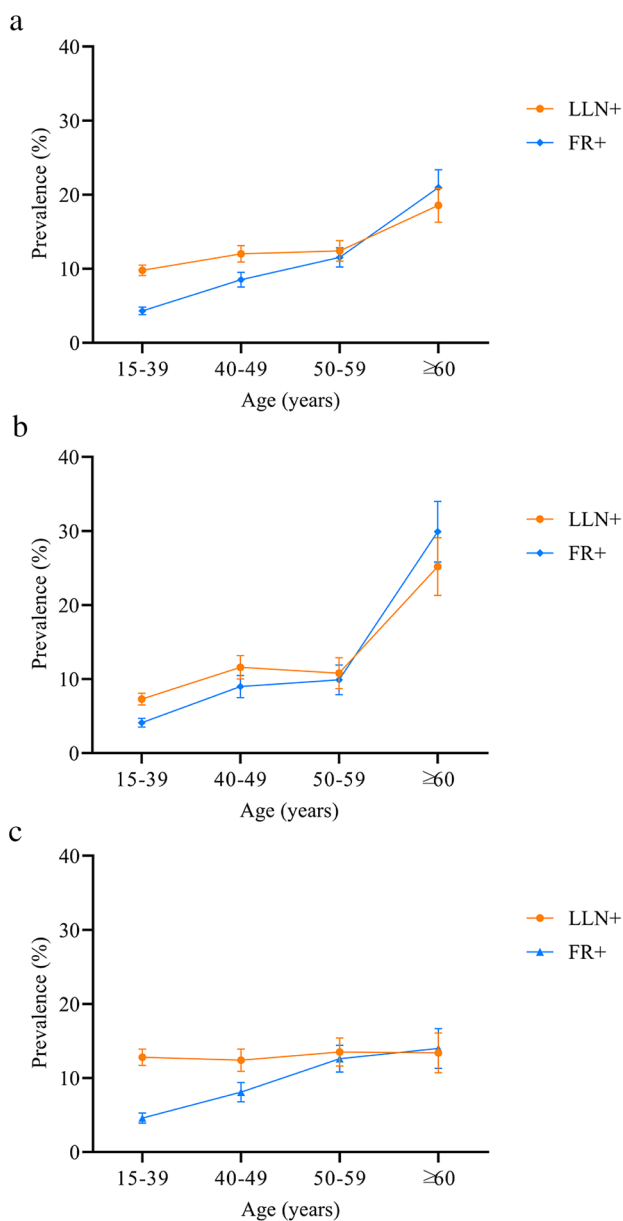 a
40
30
20
10
0
Prevalence (%)
15-39 40-49 50-59 ≥60
Age (years)
LLN+
FR+
b
40
30
20
10
0
Prevalence (%)
15-39 40-49 50-59 ≥60
Age (years)
LLN+
FR+
c
40
30
20
10
0
Prevalence (%)
15-39 40-49 50-59 ≥60
Age (years)
LLN+
FR+